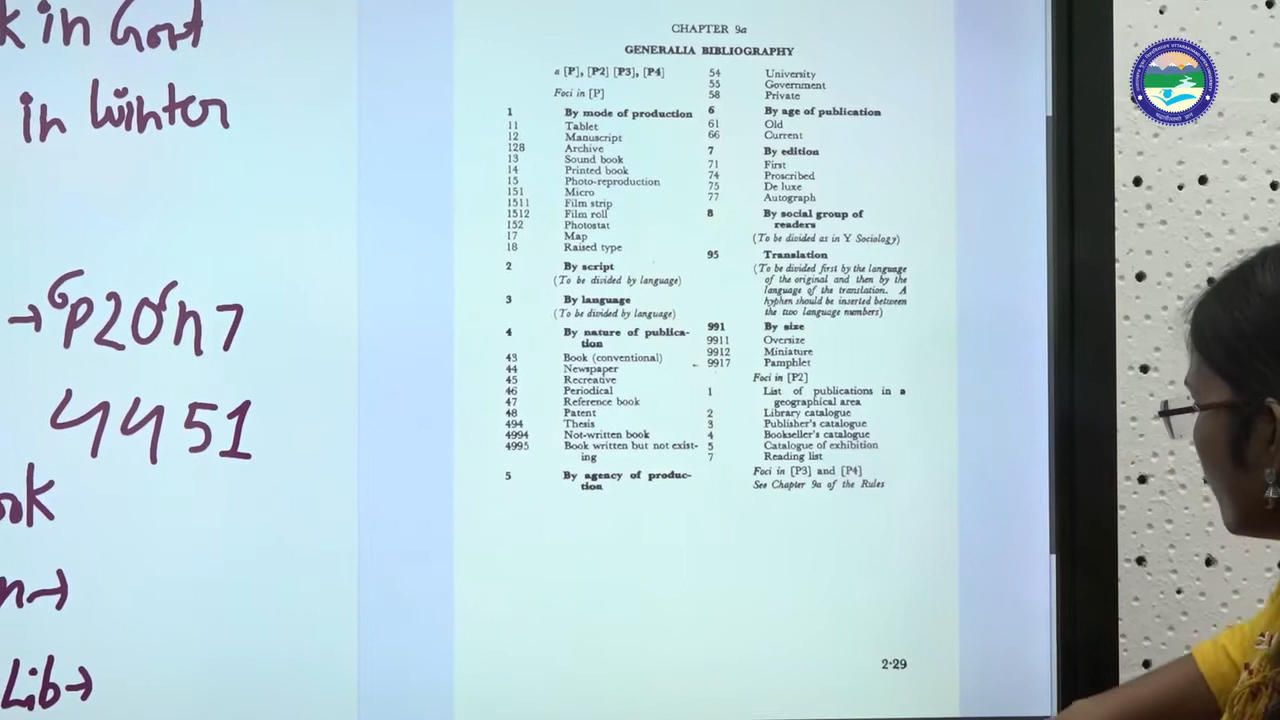 k in Govt
in Winter
CHAPTER 9a
GENERALIA BIBLIOGRAPHY
a [P], [P2] [P3], [P4]
Foci in [P]
1 By mode of production
11 Tablet
12 Manuscript
128 Archive
13 Sound book
14 Printed book
15 Photo-reproduction
151 Micro
1511 Film strip
1512 Film roll
152 Photostat
17 Map
18 Raised type
2 By script
(To be divided by language)
3 By language
(To be divided by language)
4 By nature of publica-
tion
43 Book (conventional)
44 Newspaper
45 Recreative
46 Periodical
47 Reference book
48 Patent
494 Thesis
4994 Not-written book
4995 Book written but not exist-
ing
5 By agency of produc-
tion
54 University
55 Government
58 Private
6 By age of publication
61 Old
66 Current
7 By edition
71 First
74 Proscribed
75 De luxe
77 Autograph
8 By social group of
readers
(To be divided as in Y Sociology)
95 Translation
(To be divided first by the language
of the original and then by the
language of the translation. A
hyphen should be inserted between
the two language numbers)
991 By size
9911 Oversize
9912 Miniature
9917 Pamphlet
Foci in [P2]
1 List of publications in a
geographical area
2 Library catalogue
3 Publisher's catalogue
4 Bookseller's catalogue
5 Catalogue of exhibition
7 Reading list
Foci in [P3] and [P4]
See Chapter 9a of the Rules
2·29
4451
ook
n→
Lib→